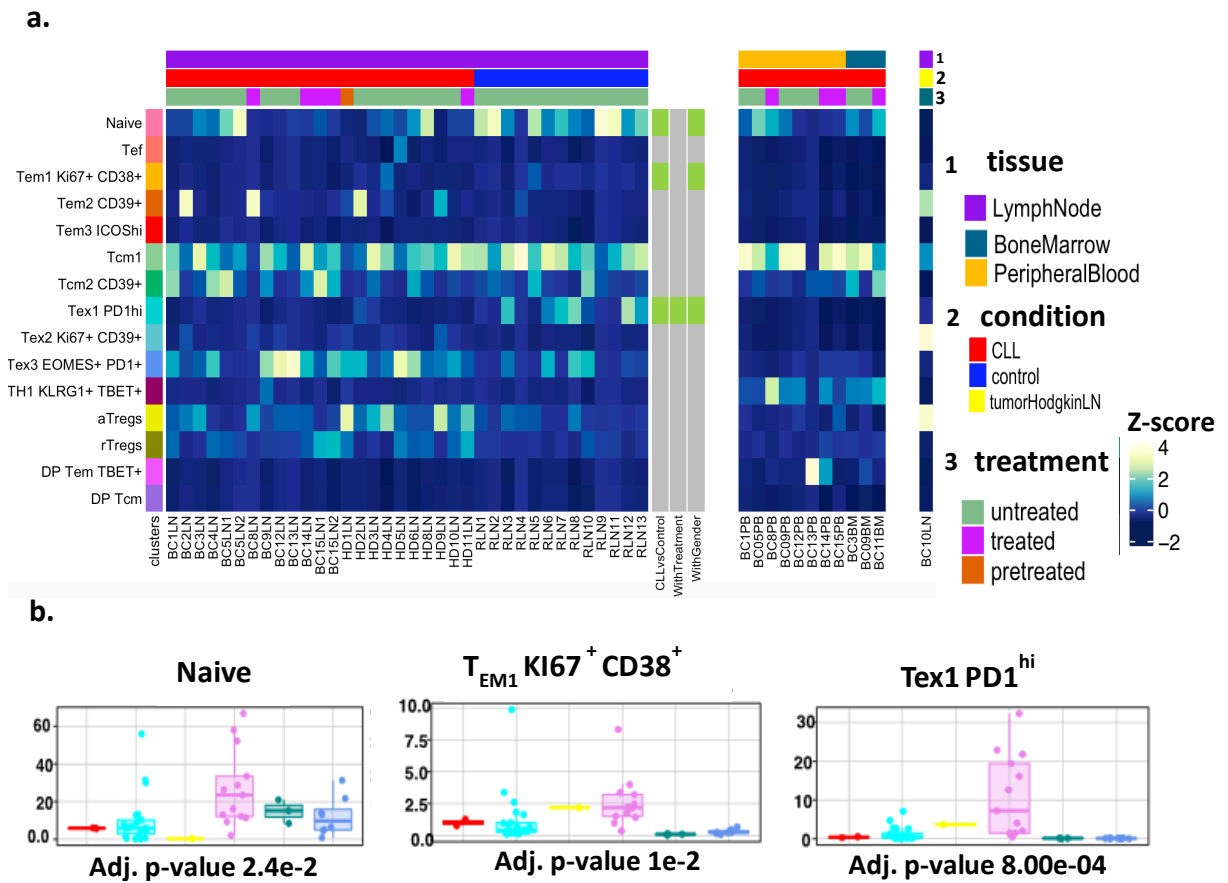 a.
1
2
3
Naive
Tef
Tem1 Ki67+ CD38+
Tem2 CD39+
Tem3 ICOShi
Tcm1
Tcm2 CD39+
Tex1 PD1hi
Tex2 Ki67+ CD39+
Tex3 EOMES+ PD1+
TH1 KLRG1+ TBET+
aTregs
rTregs
DP Tem TBET+
DP Tcm
clusters
BC1LN
BC2LN
BC3LN
BC4LN
BC5LN1
BC5LN2
BC8LN
BC9LN
BC12LN
BC13LN
BC14LN
BC15LN1
BC15LN2
HD1LN
HD2LN
HD3LN
HD4LN
HD5LN
HD6LN
HD8LN
HD9LN
HD10LN
HD11LN
RLN1
RLN2
RLN3
RLN4
RLN5
RLN6
RLN7
RLN8
RLN10
RLN9
RLN11
RLN12
RLN13
CLLvsControl
WithTreatment
WithGender
BC1PB
BC05PB
BC8PB
BC09PB
BC12PB
BC13PB
BC14PB
BC15PB
BC3BM
BC09BM
BC11BM
BC10LN
1 tissue
LymphNode
BoneMarrow
PeripheralBlood
2 condition
CLL
control
tumorHodgkinLN
3 treatment
untreated
treated
pretreated
Z-score
4
2
0
−2
b.
Naive
60
40
20
0.0
Adj. p-value 2.4e-2
TEM1 KI67+ CD38+
10.0
7.5
5.0
2.5
0.0
Adj. p-value 1e-2
Tex1 PD1hi
30
20
10
0
Adj. p-value 8.00e-04